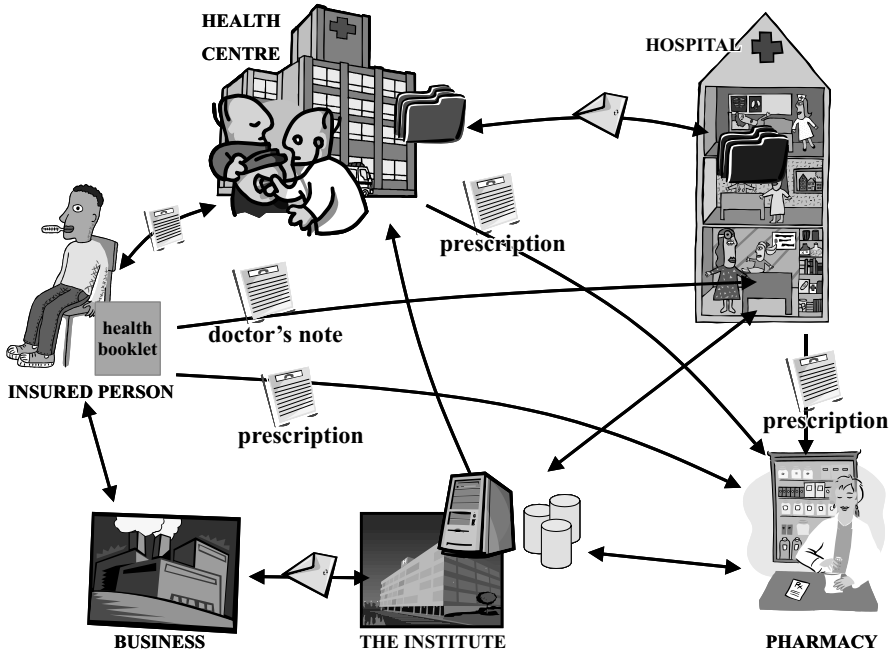 HEALTH
CENTRE
HOSPITAL
prescription
health
booklet
doctor's note
INSURED PERSON
prescription
prescription
BUSINESS
THE INSTITUTE
PHARMACY